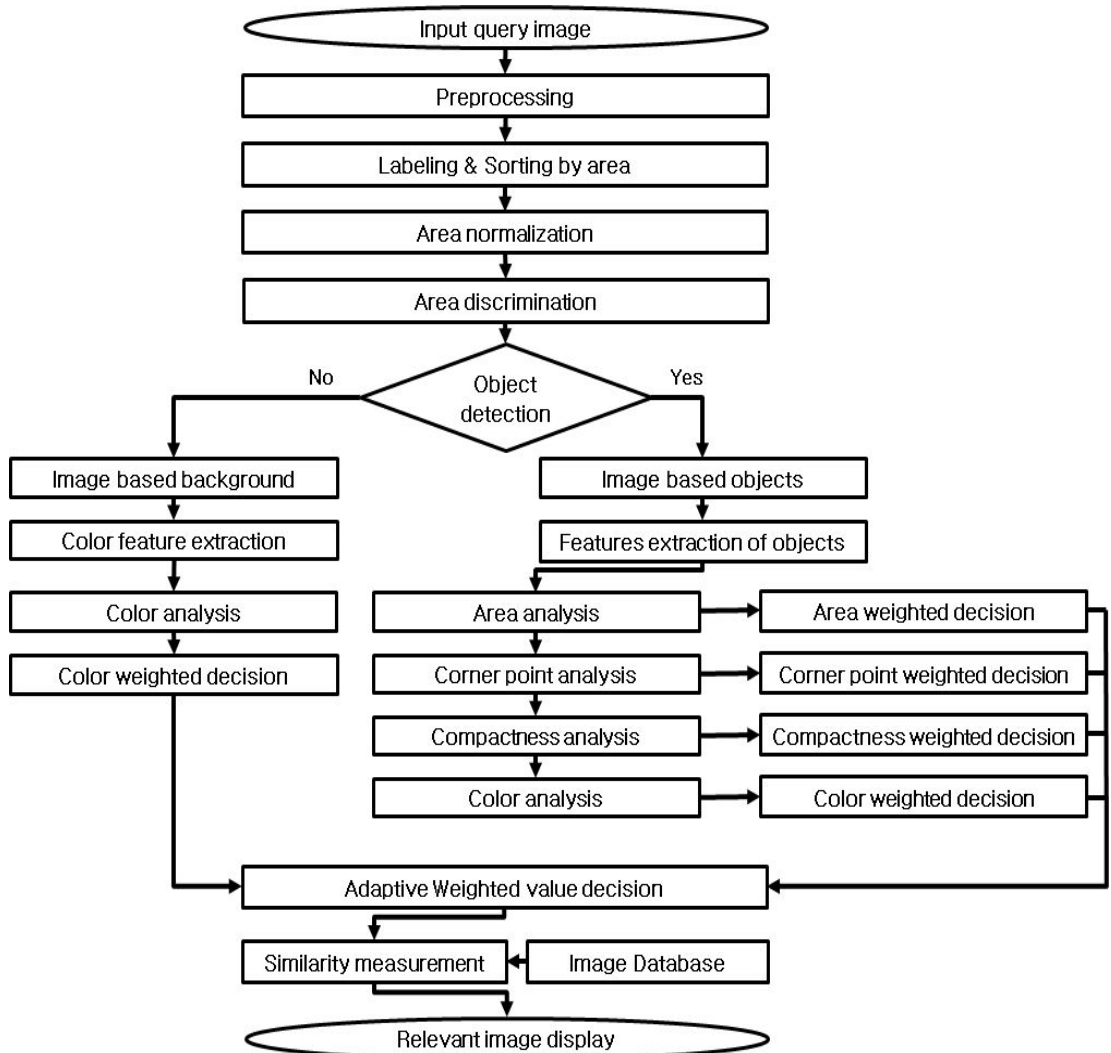 Input query image
Preprocessing
Labeling & Sorting by area
Area normalization
Area discrimination
No
Object
detection
Yes
Image based background
Color feature extraction
Color analysis
Color weighted decision
Image based objects
Features extraction of objects
Area analysis
Area weighted decision
Corner point analysis
Corner point weighted decision
Compactness analysis
Compactness weighted decision
Color analysis
Color weighted decision
Adaptive Weighted value decision
Similarity measurement
Image Database
Relevant image display